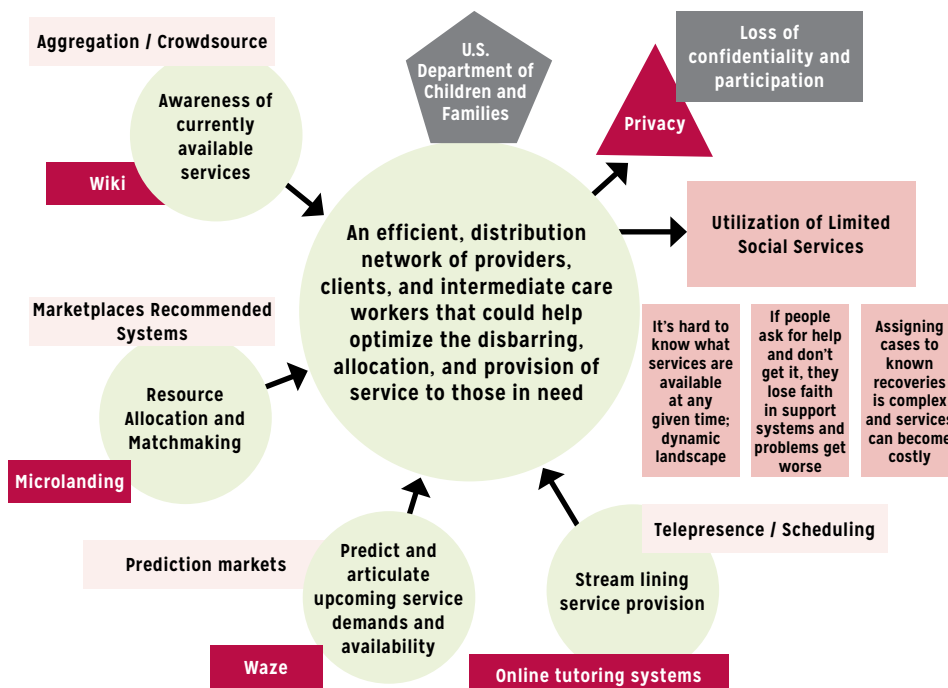 Aggregation / Crowdsource
Awareness of
currently
available
services
Wiki
U.S.
Department of
Children and
Families
Loss of
confidentiality and
participation
Privacy
An efficient, distribution
network of providers,
clients, and intermediate care
workers that could help
optimize the disbarring,
allocation, and provision of
service to those in need
Utilization of Limited
Social Services
It's hard to
know what
services are
available
at any
given time;
dynamic
landscape
If people
ask for help
and don't
get it, they
lose faith
in support
systems and
problems get
worse
Assigning
cases to
known
recoveries
is complex
and services
can become
costly
Marketplaces Recommended
Systems
Resource
Allocation and
Matchmaking
Microlanding
Prediction markets
Predict and
articulate
upcoming service
demands and
availability
Waze
Telepresence / Scheduling
Stream lining
service provision
Online tutoring systems